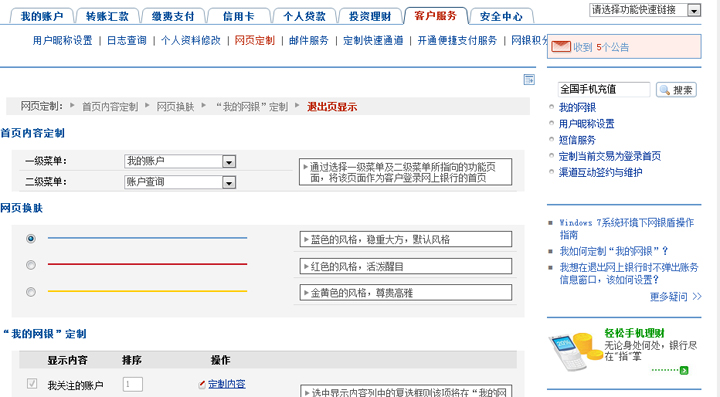 我的账户 转账汇款 缴费支付 信用卡 个人贷款 投资理财 客户服务 安全中心
请选择功能快速链接
用户昵称设置 | 日志查询 | 个人资料修改 | 网页定制 | 邮件服务 | 定制快速通道 | 开通便捷支付服务 | 网银积分
收到 5个公告
网页定制: 首页内容定制 网页换肤 “我的网银”定制 退出页显示
全国手机充值 搜索
我的网银
用户昵称设置
短信服务
定制当前交易为登录首页
渠道互动签约与维护
首页内容定制
一级菜单: 我的账户
二级菜单: 账户查询
通过选择一级菜单及二级菜单所指向的功能页
面，将该页面作为客户登录网上银行的首页
网页换肤
蓝色的风格，稳重大方，默认风格
红色的风格，活泼醒目
金黄色的风格，尊贵高雅
Windows 7系统环境下网银盾操作
指南
我如何定制“我的网银”？
我想在退出网上银行时不弹出账务
信息窗口，该如何设置？
更多疑问 >>
“我的网银”定制
显示内容 排序 操作
我关注的账户 1 定制内容
选中显示内容列中的复选框则该项将在“我的网
轻松手机理财
无论身处何处，银行尽
在“指”掌